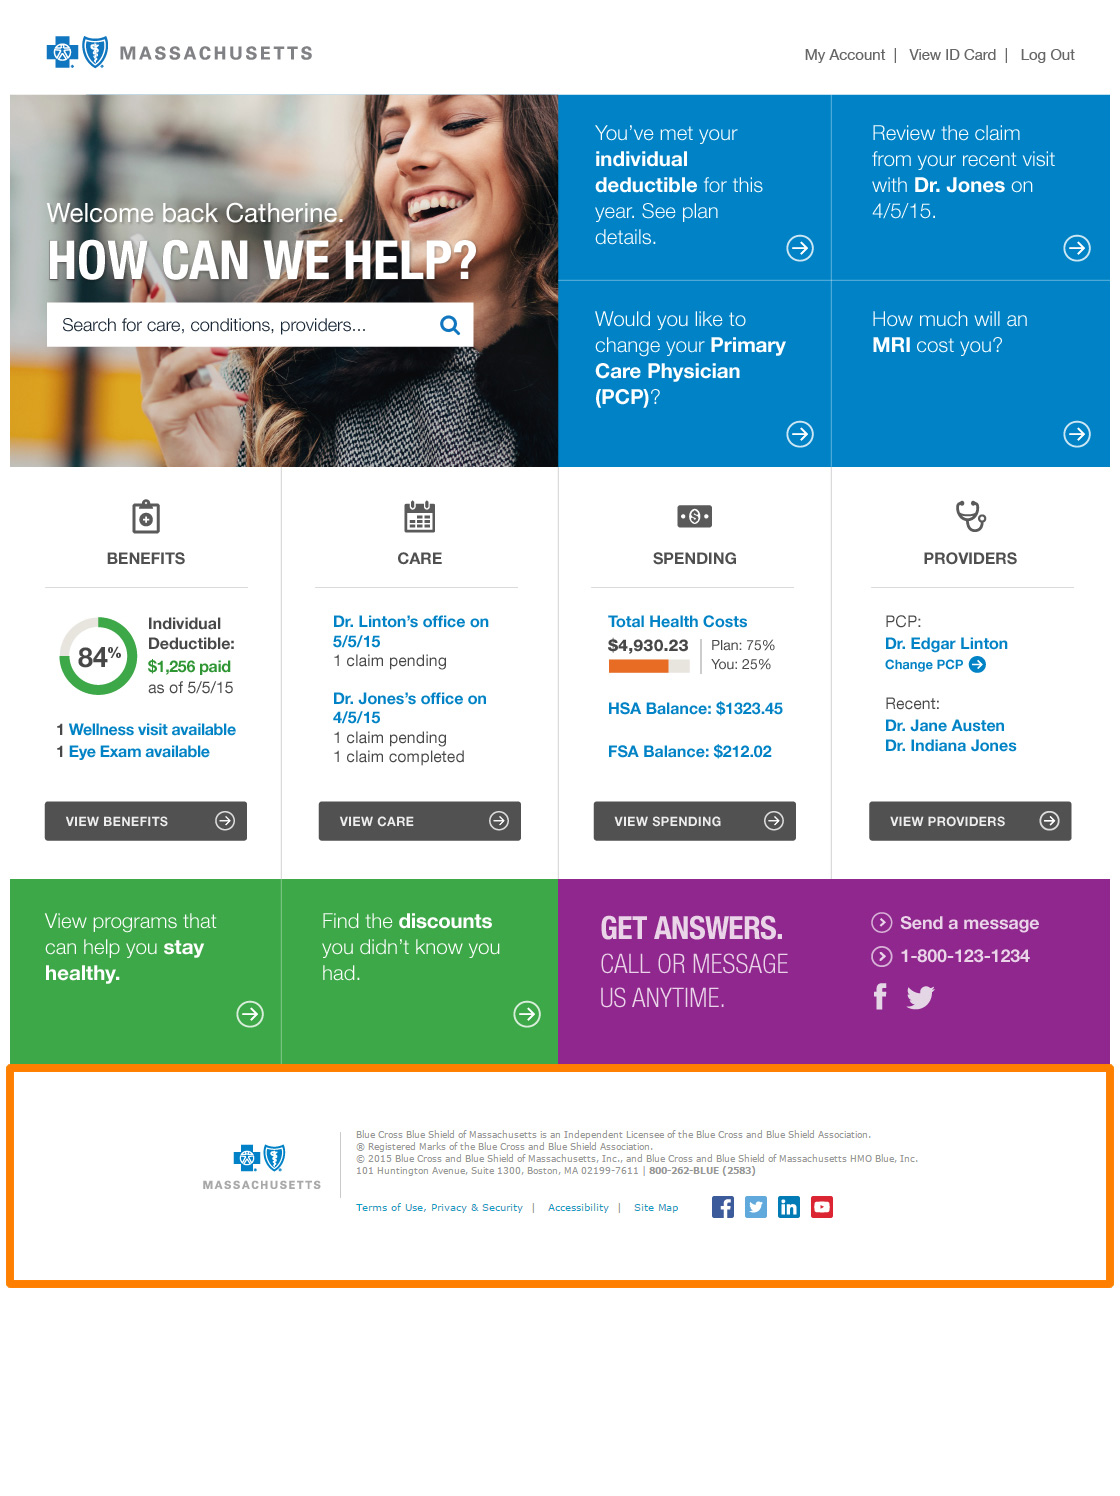 MASSACHUSETTS
My Account | View ID Card | Log Out
Welcome back Catherine.
HOW CAN WE HELP?
Search for care, conditions, providers...
You've met your
individual
deductible for this
year. See plan
details.
Review the claim
from your recent visit
with Dr. Jones on
4/5/15.
Would you like to
change your Primary
Care Physician
(PCP)?
How much will an
MRI cost you?
BENEFITS
84%
Individual
Deductible:
$1,256 paid
as of 5/5/15
1 Wellness visit available
1 Eye Exam available
VIEW BENEFITS
CARE
Dr. Linton's office on
5/5/15
1 claim pending
Dr. Jones's office on
4/5/15
1 claim pending
1 claim completed
VIEW CARE
SPENDING
Total Health Costs
$4,930.23
Plan: 75%
You: 25%
HSA Balance: $1323.45
FSA Balance: $212.02
VIEW SPENDING
PROVIDERS
PCP:
Dr. Edgar Linton
Change PCP
Recent:
Dr. Jane Austen
Dr. Indiana Jones
VIEW PROVIDERS
View programs that
can help you stay
healthy.
Find the discounts
you didn't know you
had.
GET ANSWERS.
CALL OR MESSAGE
US ANYTIME.
Send a message
1-800-123-1234
MASSACHUSETTS
Blue Cross Blue Shield of Massachusetts is an Independent Licensee of the Blue Cross and Blue Shield Association.
® Registered Marks of the Blue Cross and Blue Shield Association.
© 2015 Blue Cross and Blue Shield of Massachusetts, Inc., and Blue Cross and Blue Shield of Massachusetts HMO Blue, Inc.
101 Huntington Avenue, Suite 1300, Boston, MA 02199-7611 | 800-262-BLUE (2583)
Terms of Use, Privacy & Security | Accessibility | Site Map